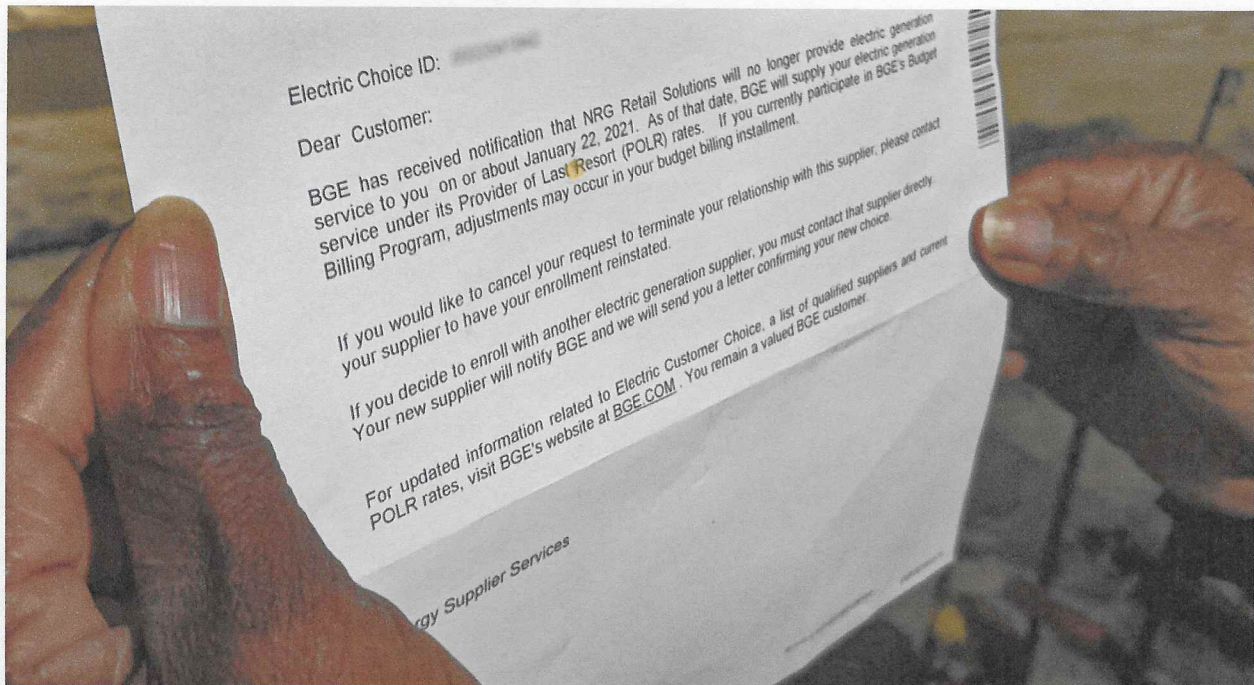 Electric Choice ID:
Dear Customer:
BGE has received notification that NRG Retail Solutions will no longer provide electric generation
service to you on or about January 22, 2021. As of that date, BGE will supply your electric generation
service under its Provider of Last Resort (POLR) rates. If you currently participate in BGE's Budget
Billing Program, adjustments may occur in your budget billing installment.
If you would like to cancel your request to terminate your relationship with this supplier, please contact
your supplier to have your enrollment reinstated.
If you decide to enroll with another electric generation supplier, you must contact that supplier directly.
Your new supplier will notify BGE and we will send you a letter confirming your new choice.
For updated information related to Electric Customer Choice, a list of qualified suppliers and current
POLR rates, visit BGE's website at BGE.COM . You remain a valued BGE customer.
rgy Supplier Services